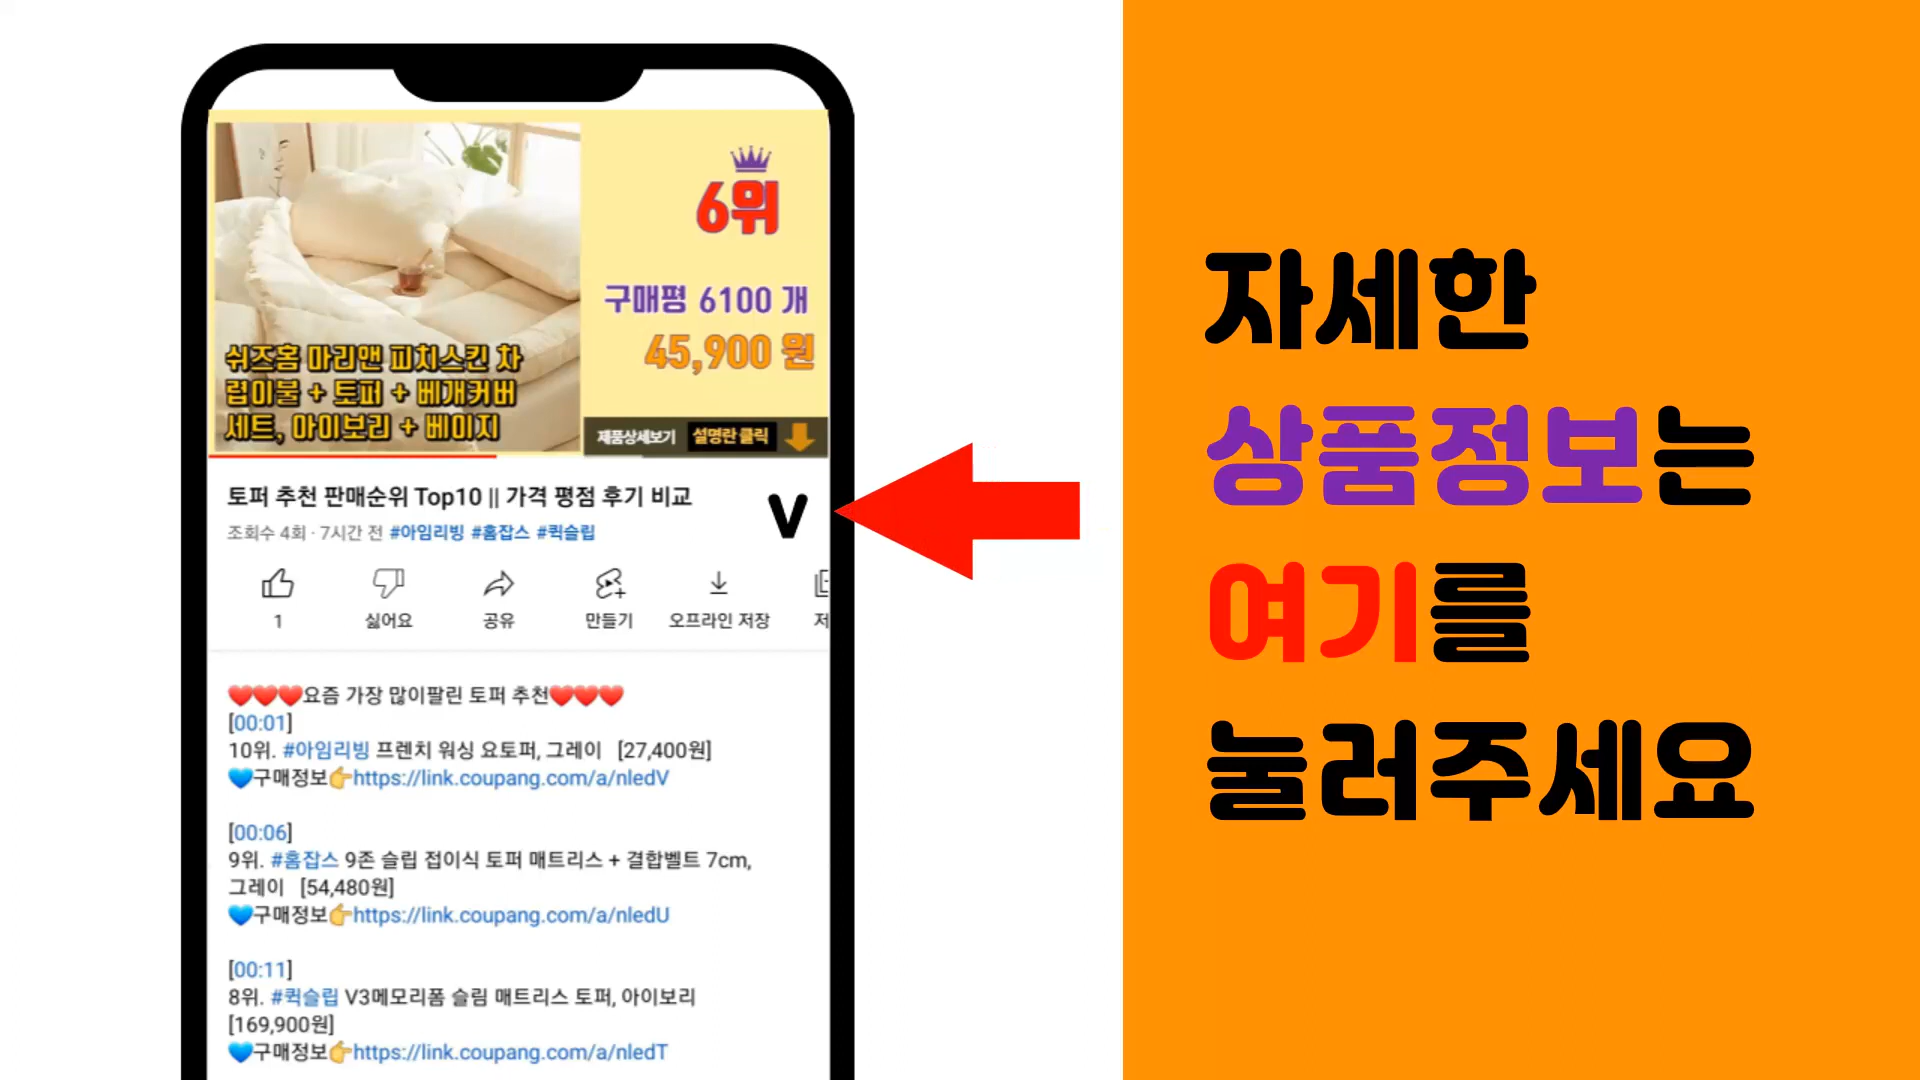 6위
구매평 6100 개
45,900 원
쉬즈홈 마리앤 피치스킨 차
렵이불 + 토퍼 + 베개커버
세트, 아이보리 + 베이지
제품상세보기 설명란 클릭
토퍼 추천 판매순위 Top10 || 가격 평점 후기 비교
V
조회수 4회 · 7시간 전 #아임리빙 #홈잡스 #퀵슬립
1 싫어요 공유 만들기 오프라인 저장 저
❤️❤️❤️요즘 가장 많이팔린 토퍼 추천❤️❤️❤️
[00:01]
10위. #아임리빙 프렌치 워싱 요토퍼, 그레이 [27,400원]
💙구매정보👉https://link.coupang.com/a/nledV
[00:06]
9위. #홈잡스 9존 슬립 접이식 토퍼 매트리스 + 결합벨트 7cm,
그레이 [54,480원]
💙구매정보👉https://link.coupang.com/a/nledU
[00:11]
8위. #퀵슬립 V3메모리폼 슬림 매트리스 토퍼, 아이보리
[169,900원]
💙구매정보👉https://link.coupang.com/a/nledT
자세한
상품정보는
여기를
눌러주세요